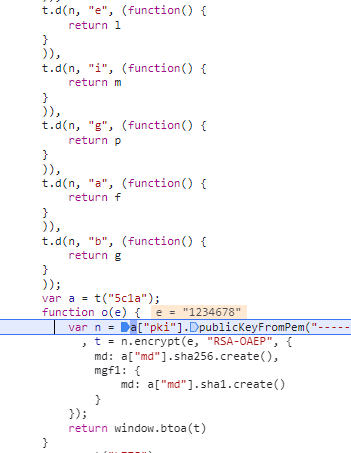 )),
t.d(n, "e", (function() {
return l
}
)),
t.d(n, "i", (function() {
return m
}
)),
t.d(n, "g", (function() {
return p
}
)),
t.d(n, "a", (function() {
return f
}
)),
t.d(n, "b", (function() {
return g
}
));
var a = t("5c1a");
function o(e) { e = "1234678"
var n = a["pki"].publicKeyFromPem("-----
, t = n.encrypt(e, "RSA-OAEP", {
md: a["md"].sha256.create(),
mgf1: {
md: a["md"].sha1.create()
}
});
return window.btoa(t)
}